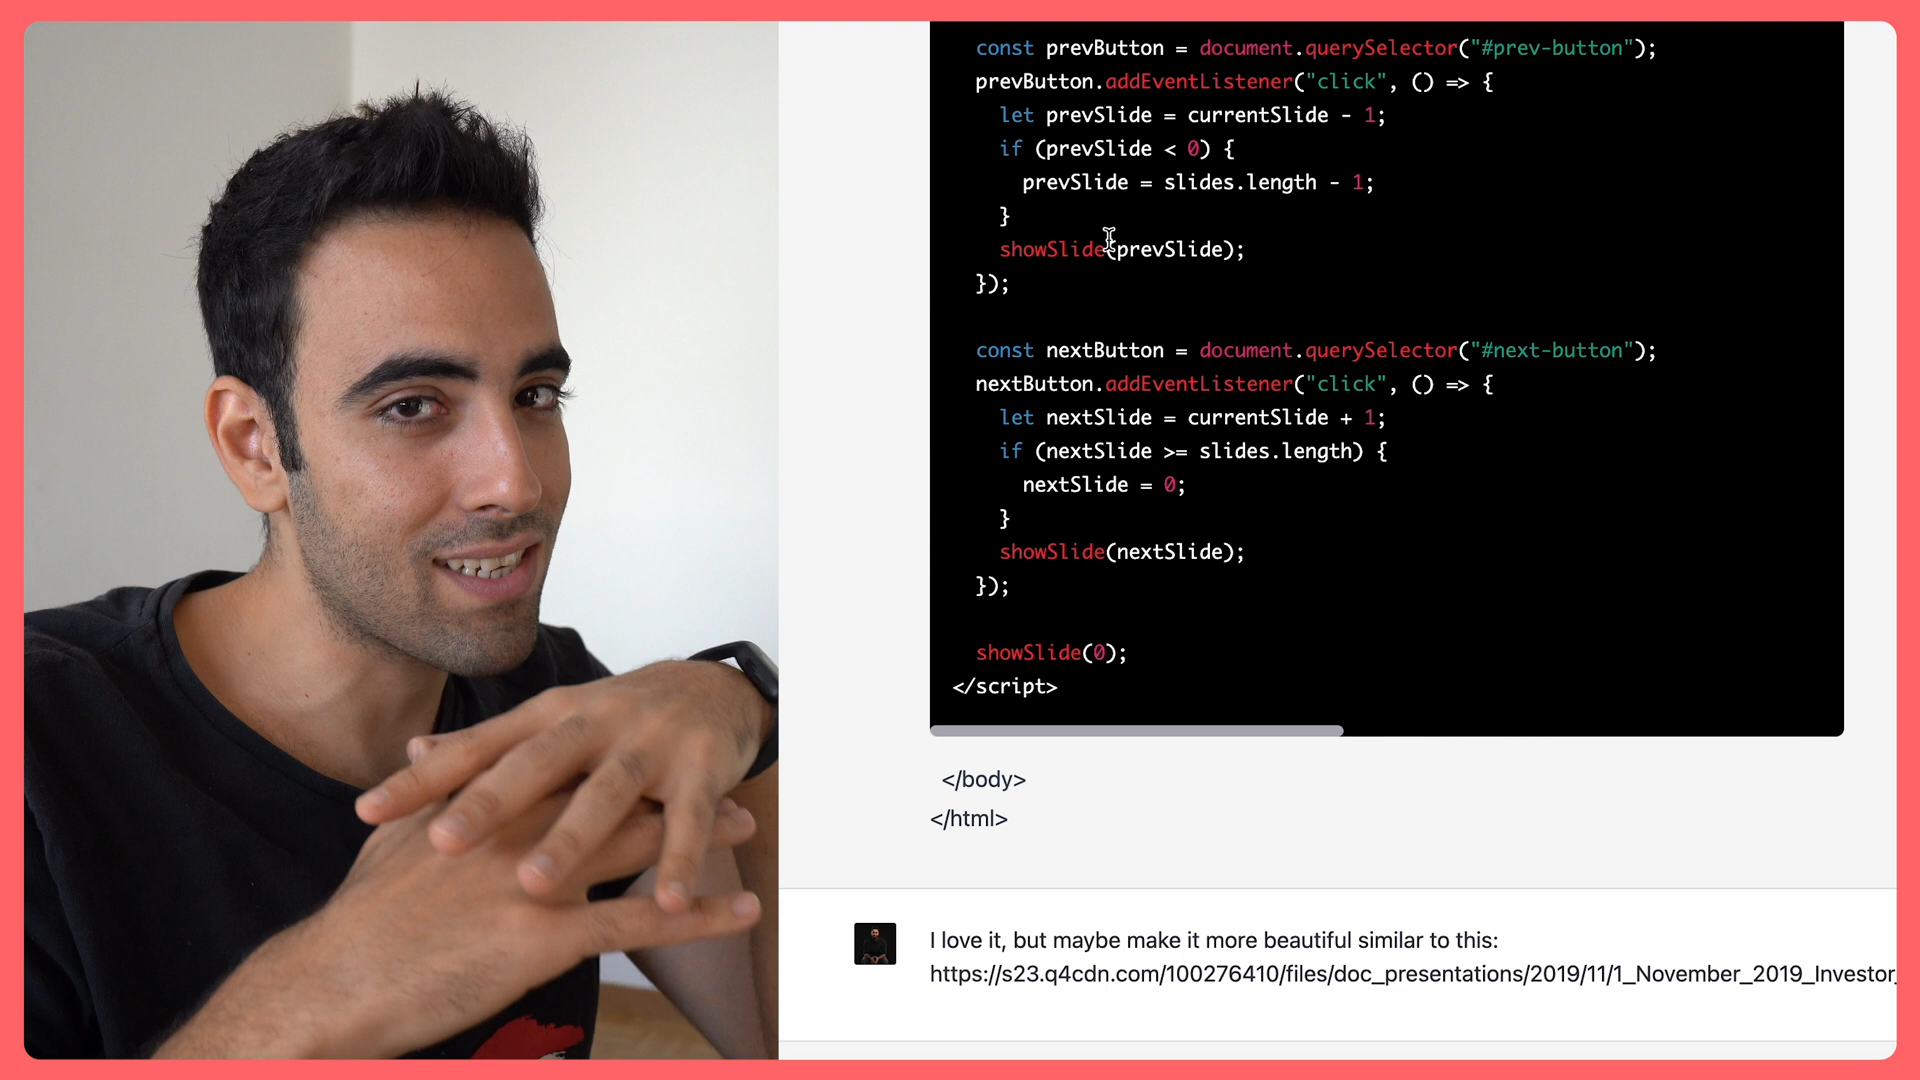 const prevButton = document.querySelector("#prev-button");
prevButton.addEventListener("click", () => {
let prevSlide = currentSlide - 1;
if (prevSlide < 0) {
prevSlide = slides.length - 1;
}
showSlide(prevSlide);
});
const nextButton = document.querySelector("#next-button");
nextButton.addEventListener("click", () => {
let nextSlide = currentSlide + 1;
if (nextSlide >= slides.length) {
nextSlide = 0;
}
showSlide(nextSlide);
});
showSlide(0);
</script>
</body>
</html>
I love it, but maybe make it more beautiful similar to this:
https://s23.q4cdn.com/100276410/files/doc_presentations/2019/11/1_November_2019_Investor_